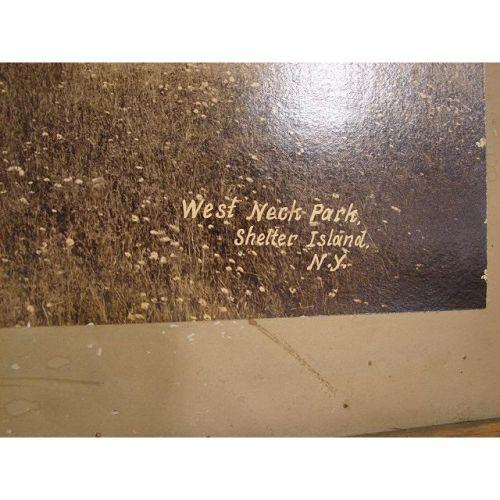 West Neck Park,
Shelter Island,
N.Y.